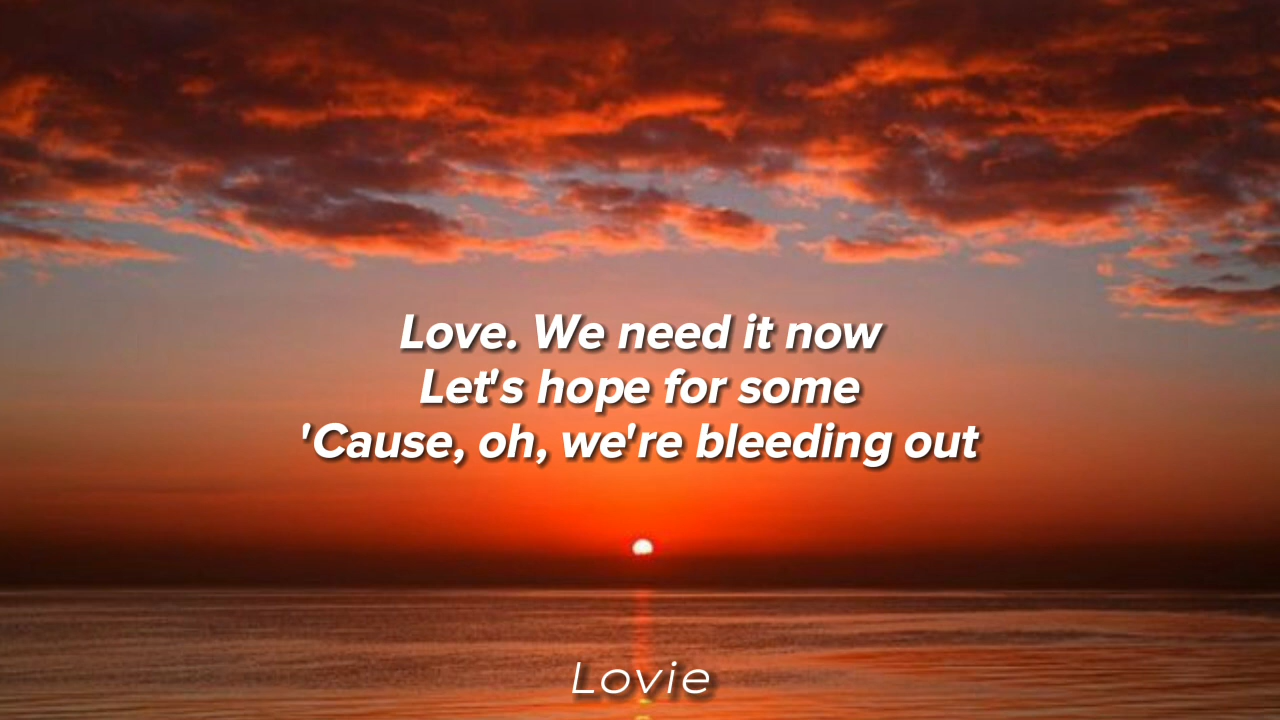 Love. We need it now
Let's hope for some
'Cause, oh, we're bleeding out
Lovie